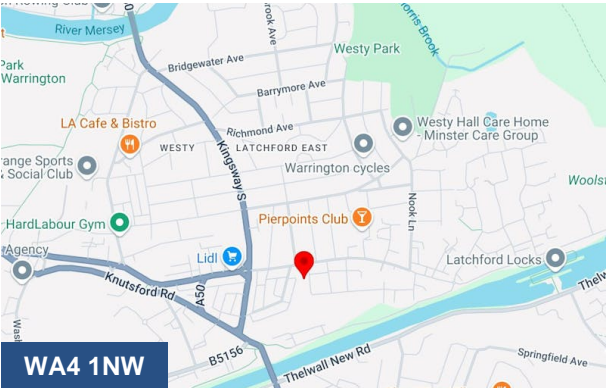 River Mersey
Park
Warrington
Bridgewater Ave
Westy Park
Barrymore Ave
LA Cafe & Bistro
WESTY
Richmond Ave
LATCHFORD EAST
Kingsway S
Westy Hall Care Home
- Minster Care Group
Warrington cycles
Sports
& Social Club
HardLabour Gym
Pierpoints Club
Nook Ln
Agency
Lidl
Latchford Locks
Knutsford Rd
A50
B5156
Thelwall New Rd
Springfield Ave
WA4 1NW